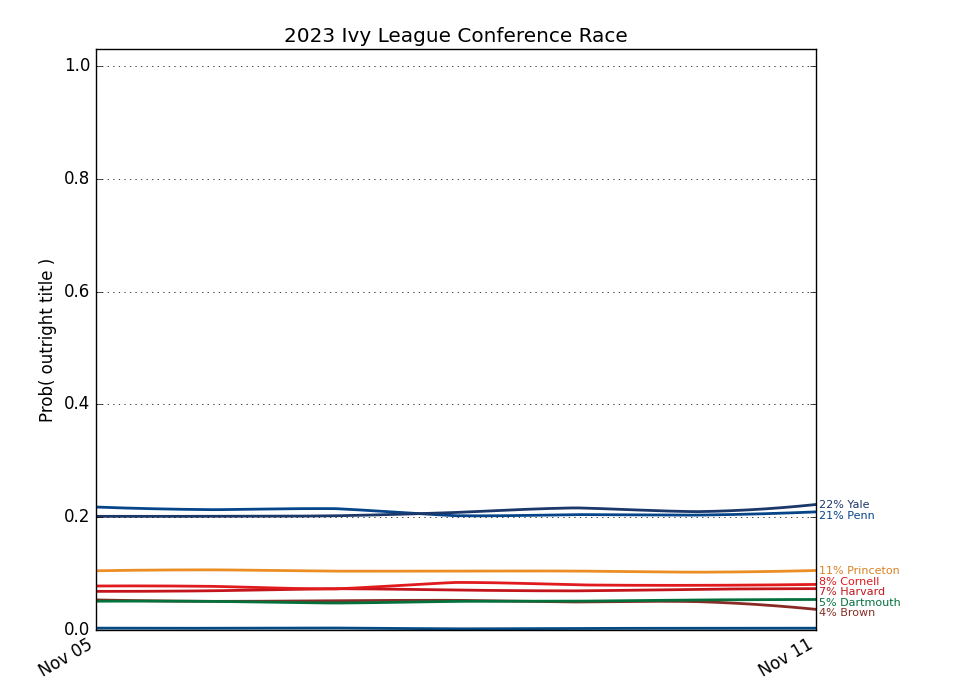 2023 Ivy League Conference Race
Prob( outright title )
1.0
0.8
0.6
0.4
0.2
0.0
22% Yale
21% Penn
11% Princeton
8% Cornell
7% Harvard
5% Dartmouth
4% Brown
Nov 05
Nov 11